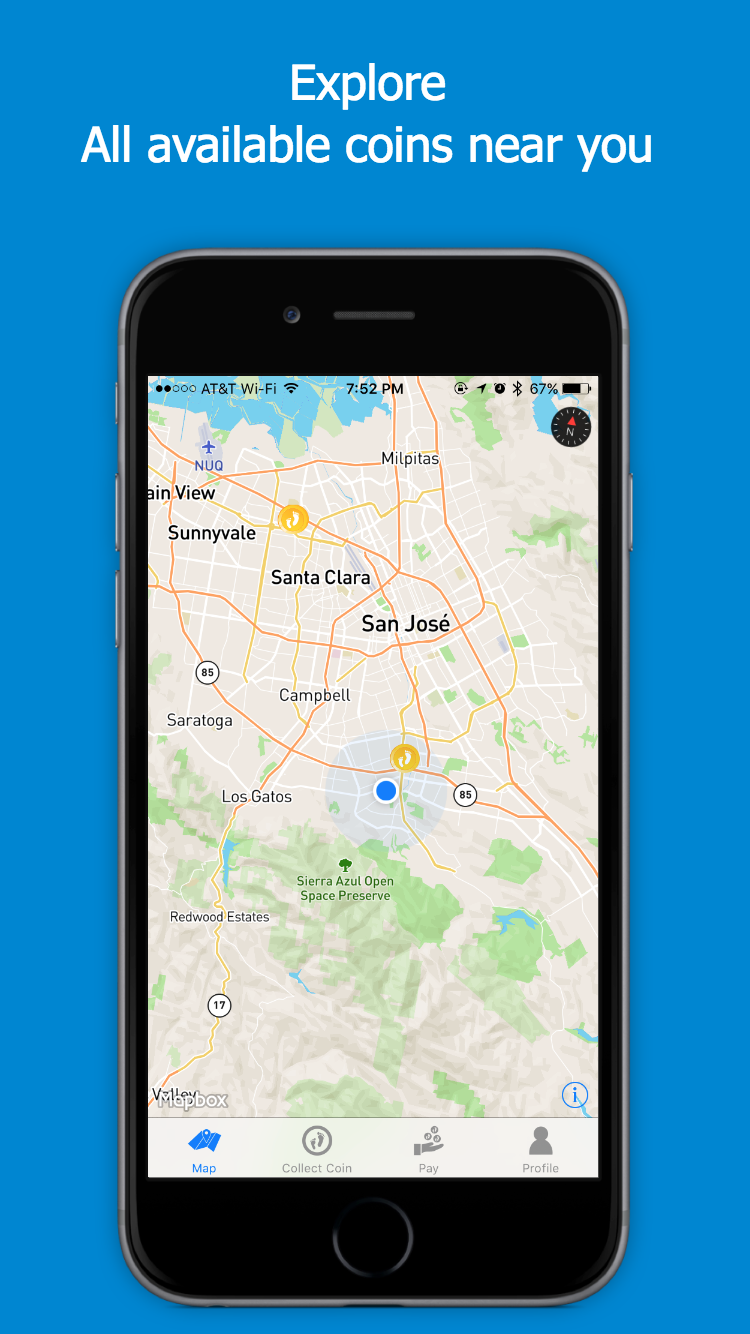 Explore
All available coins near you
AT&T Wi-Fi 7:52 PM 67%
N
NUQ
Milpitas
ain View
Sunnyvale
Santa Clara
San José
85
Campbell
Saratoga
Los Gatos
85
Sierra Azul Open
Space Preserve
Redwood Estates
17
Valley
Mapbox
i
Map Collect Coin Pay Profile